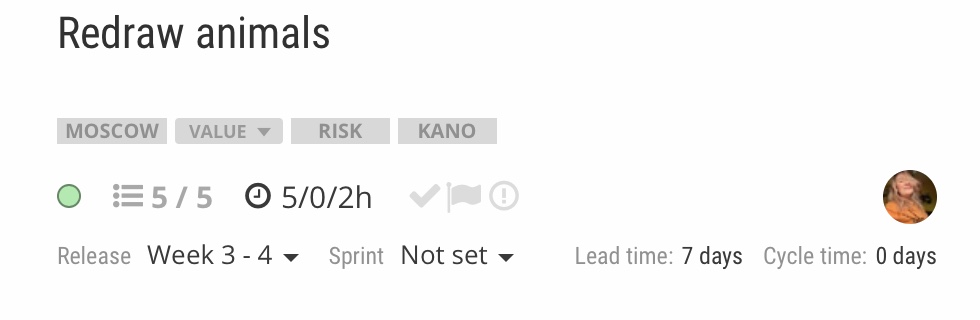 Redraw animals
MOSCOW VALUE RISK KANO
5 / 5 5/0/2h
Release Week 3 - 4 Sprint Not set Lead time: 7 days Cycle time: 0 days